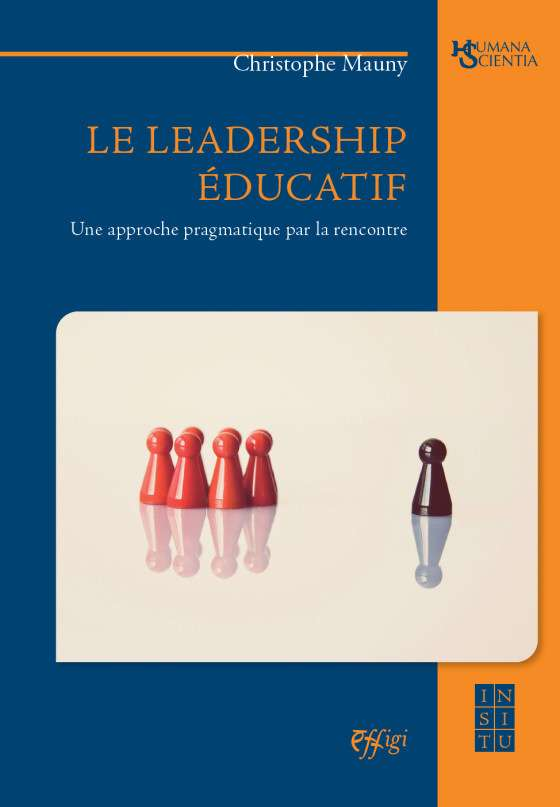 Christophe Mauny
HUMANA
SCIENTIA
LE LEADERSHIP
ÉDUCATIF
Une approche pragmatique par la rencontre
effigi
IN
SI
TU